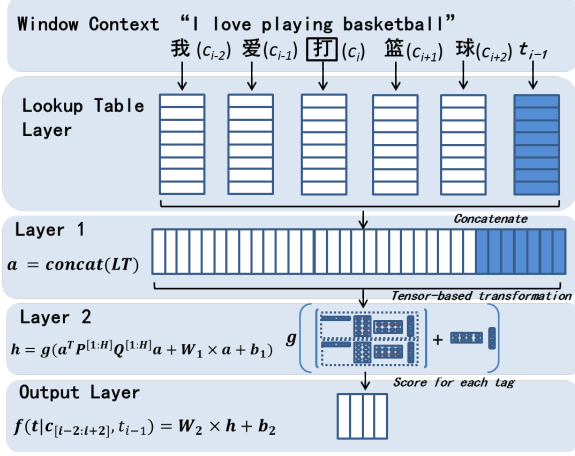 Window Context “I love playing basketball”
我 (c_{i-2}) 爱 (c_{i-1}) 打 (c_i) 篮 (c_{i+1}) 球 (c_{i+2}) t_{i-1}
Lookup Table
Layer
Concatenate
Layer 1
a = concat(LT)
Tensor-based transformation
Layer 2
h = g(a^T P^{[1:H]} Q^{[1:H]} a + W_1 × a + b_1) g +
Score for each tag
Output Layer
f(t|c_{[i-2:i+2]}, t_{i-1}) = W_2 × h + b_2